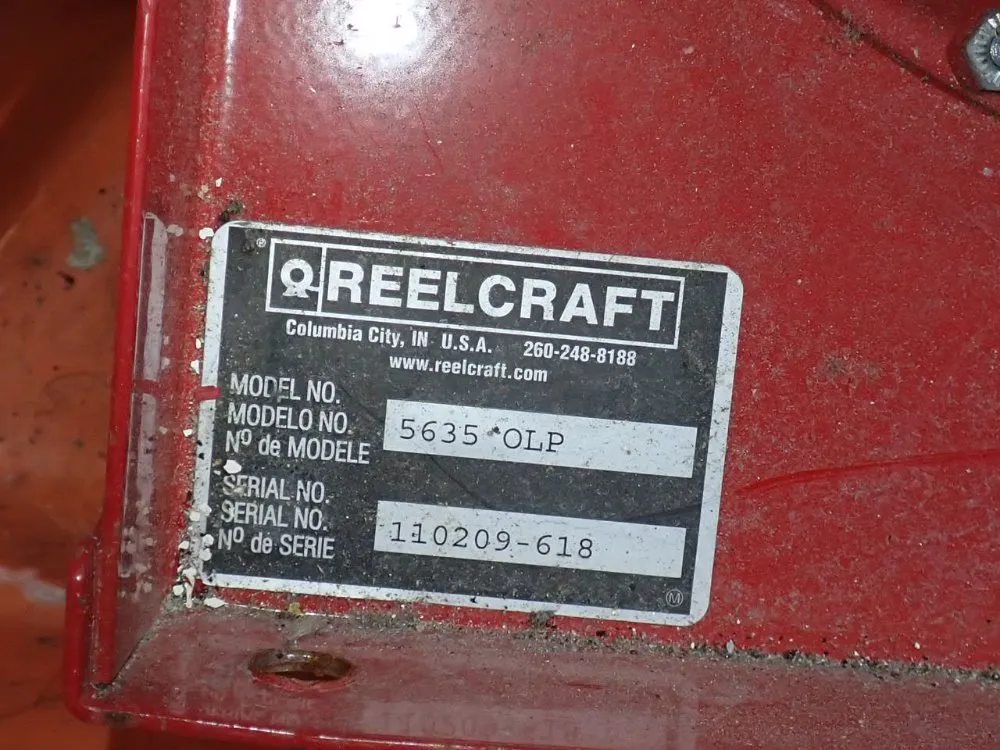 ®
REELCRAFT
Columbia City, IN U.S.A. 260-248-8188
www.reelcraft.com
MODEL NO.
MODELO NO.
Nº de MODELE
5635 OLP
SERIAL NO.
SERIAL NO.
Nº de SERIE
110209-618
M